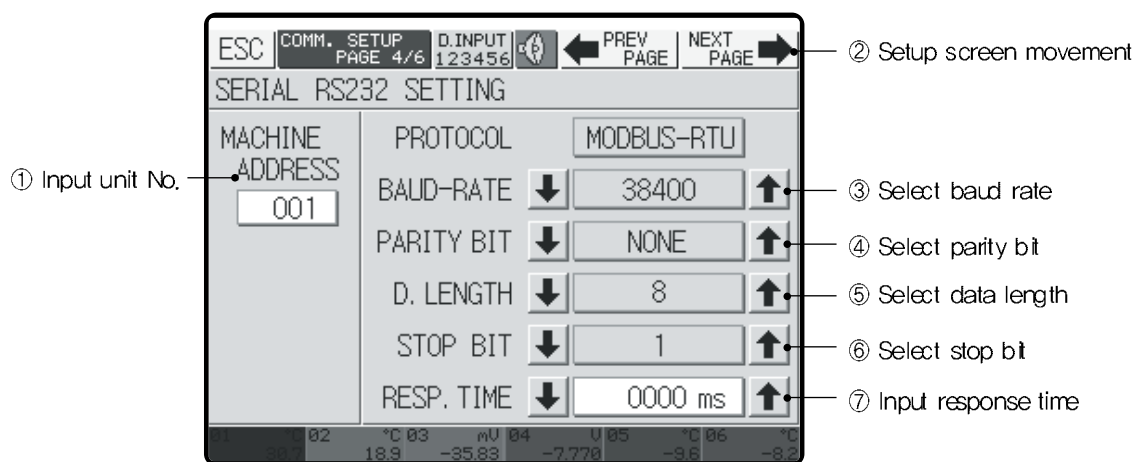 ESC COMM. SETUP PAGE 4/6 D.INPUT 123456 PREV PAGE NEXT PAGE
② Setup screen movement
SERIAL RS232 SETTING
① Input unit No.
MACHINE ADDRESS
001
PROTOCOL MODBUS-RTU
BAUD-RATE 38400
③ Select baud rate
PARITY BIT NONE
④ Select parity bit
D. LENGTH 8
⑤ Select data length
STOP BIT 1
⑥ Select stop bit
RESP. TIME 0000 ms
⑦ Input response time
01 °C 02 °C 03 mV 04 V 05 °C 06 °C
30.7 18.9 -35.83 -7.770 -9.6 -8.2